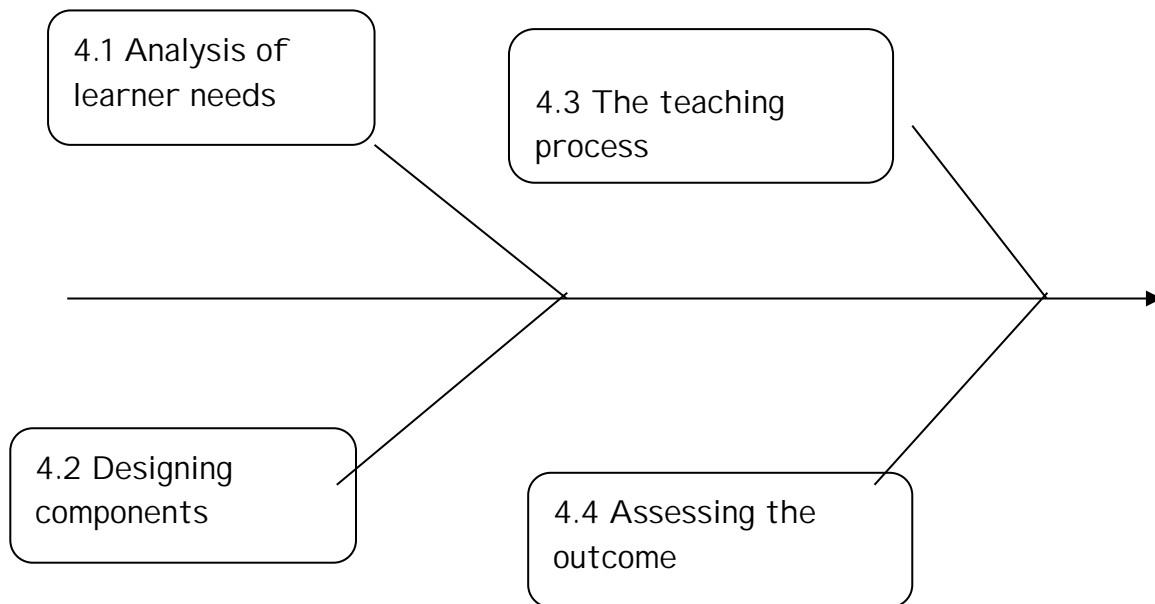 4.1 Analysis of
learner needs
4.3 The teaching
process
4.2 Designing
components
4.4 Assessing the
outcome